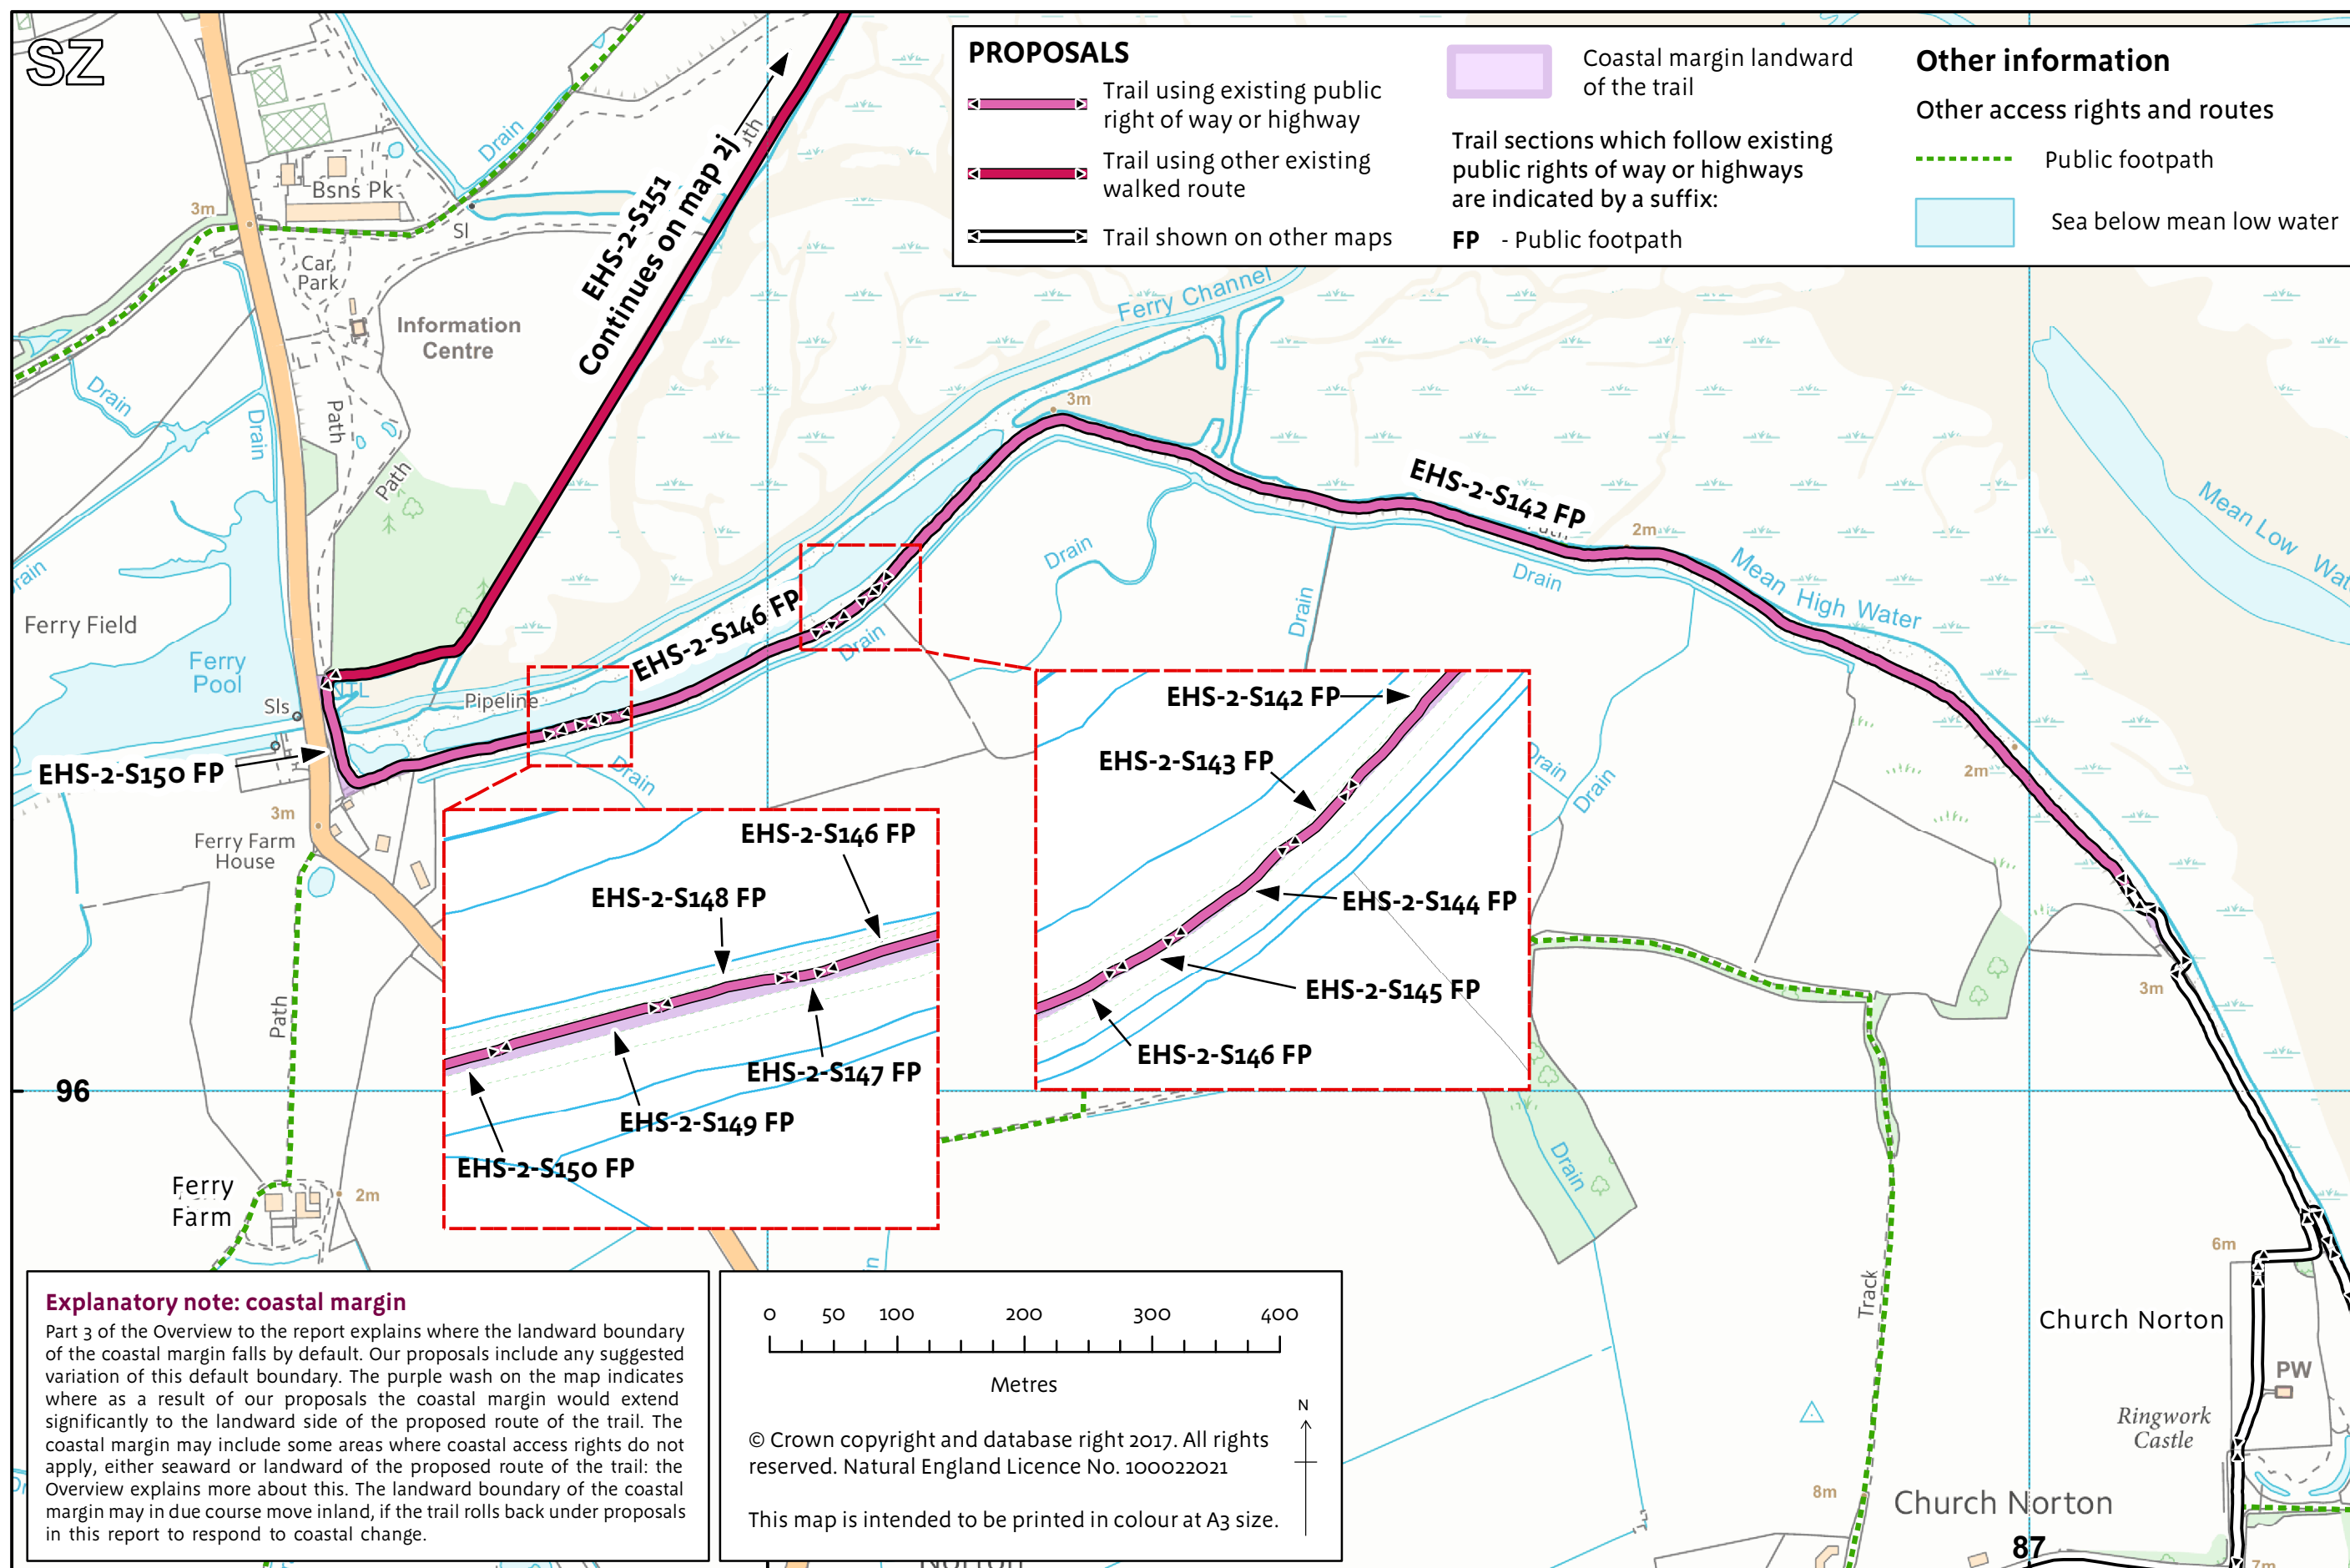 SZ
PROPOSALS
Trail using existing public
right of way or highway
Trail using other existing
walked route
Trail shown on other maps
Coastal margin landward
of the trail
Trail sections which follow existing
public rights of way or highways
are indicated by a suffix:
FP - Public footpath
Other information
Other access rights and routes
Public footpath
Sea below mean low water
Drain
Bsns Pk
3m
Sl
Car
Park
Information
Centre
EHS-2-S151
Continues on map 2j
Ferry Channel
Drain
Drain
Path
Path
3m
EHS-2-S142 FP
2m
Mean High Water
Mean Low
Drain
Drain
Drain
Ferry Field
Ferry
Pool
NTL
Sls
Pipeline
EHS-2-S146 FP
Drain
Drain
EHS-2-S150 FP
3m
Ferry Farm
House
Drain
Drain
2m
3m
EHS-2-S142 FP
EHS-2-S143 FP
EHS-2-S144 FP
EHS-2-S145 FP
EHS-2-S146 FP
EHS-2-S146 FP
EHS-2-S148 FP
EHS-2-S147 FP
EHS-2-S149 FP
EHS-2-S150 FP
Path
96
Ferry
Farm
2m
Drain
Track
6m
Church Norton
PW
Ringwork
Castle
8m
Church Norton
87
7m
Explanatory note: coastal margin
Part 3 of the Overview to the report explains where the landward boundary
of the coastal margin falls by default. Our proposals include any suggested
variation of this default boundary. The purple wash on the map indicates
where as a result of our proposals the coastal margin would extend
significantly to the landward side of the proposed route of the trail. The
coastal margin may include some areas where coastal access rights do not
apply, either seaward or landward of the proposed route of the trail: the
Overview explains more about this. The landward boundary of the coastal
margin may in due course move inland, if the trail rolls back under proposals
in this report to respond to coastal change.
0 50 100 200 300 400
Metres
N
© Crown copyright and database right 2017. All rights
reserved. Natural England Licence No. 100022021
This map is intended to be printed in colour at A3 size.